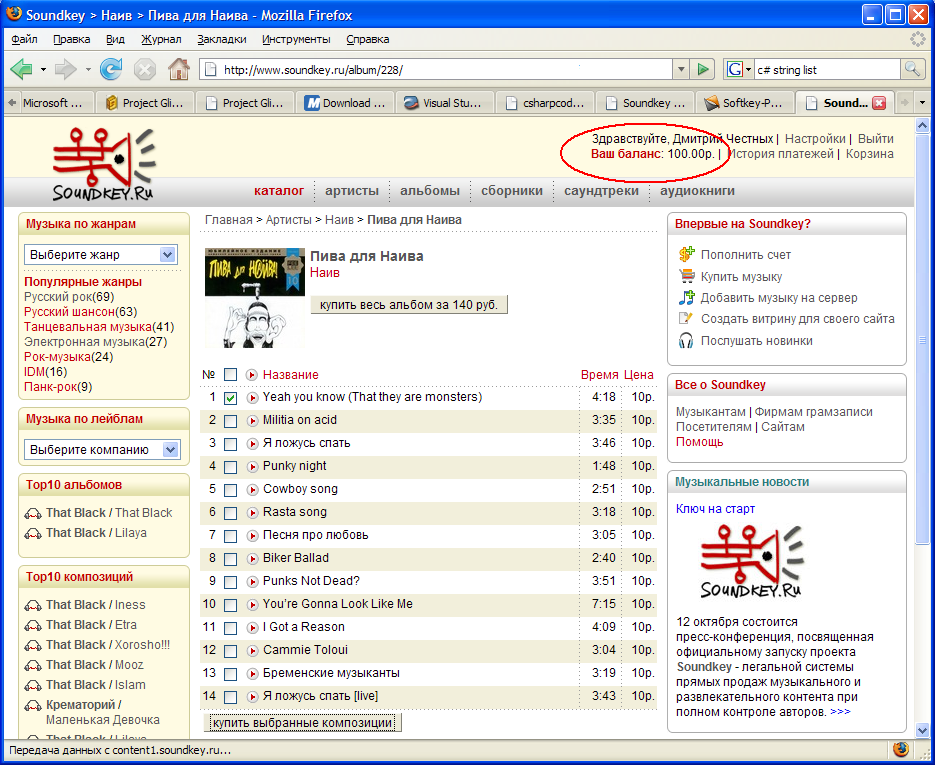 Soundkey > Наив > Пива для Наива - Mozilla Firefox
Файл Правка Вид Журнал Закладки Инструменты Справка
http://www.soundkey.ru/album/228/
G c# string list
Microsoft ... Project Gli... Project Gli... Download ... Visual Stu... csharpcod... Soundkey ... Softkey-P... Sound...
SOUNDKEY.RU
Здравствуйте, Дмитрий Честных | Настройки | Выйти
Ваш баланс: 100.00р. | История платежей | Корзина
каталог артисты альбомы сборники саундтреки аудиокниги
Музыка по жанрам
Выберите жанр
Популярные жанры
Русский рок(69)
Русский шансон(63)
Танцевальная музыка(41)
Электронная музыка(27)
Рок-музыка(24)
IDM(16)
Панк-рок(9)
Музыка по лейблам
Выберите компанию
Top10 альбомов
That Black / That Black
That Black / Lilaya
Top10 композиций
That Black / Iness
That Black / Etra
That Black / Xorosho!!!
That Black / Mooz
That Black / Islam
Крематорий /
Маленькая Девочка
That Black / Lilaya
Главная > Артисты > Наив > Пива для Наива
ПИВА ДЛЯ НАИВА!
Пива для Наива
Наив
купить весь альбом за 140 руб.
№ Название Время Цена
1 Yeah you know (That they are monsters) 4:18 10р.
2 Militia on acid 3:35 10р.
3 Я ложусь спать 3:46 10р.
4 Punky night 1:48 10р.
5 Cowboy song 2:51 10р.
6 Rasta song 3:18 10р.
7 Песня про любовь 3:05 10р.
8 Biker Ballad 2:40 10р.
9 Punks Not Dead? 3:51 10р.
10 You're Gonna Look Like Me 7:15 10р.
11 I Got a Reason 4:09 10р.
12 Cammie Toloui 3:04 10р.
13 Бременские музыканты 3:19 10р.
14 Я ложусь спать [live] 3:43 10р.
купить выбранные композиции
Впервые на Soundkey?
Пополнить счет
Купить музыку
Добавить музыку на сервер
Создать витрину для своего сайта
Послушать новинки
Все о Soundkey
Музыкантам | Фирмам грамзаписи
Посетителям | Сайтам
Помощь
Музыкальные новости
Ключ на старт
SOUNDKEY.RU
12 октября состоится
пресс-конференция, посвященная
официальному запуску проекта
Soundkey - легальной системы
прямых продаж музыкального и
развлекательного контента при
полном контроле авторов. >>>
Передача данных с content1.soundkey.ru...